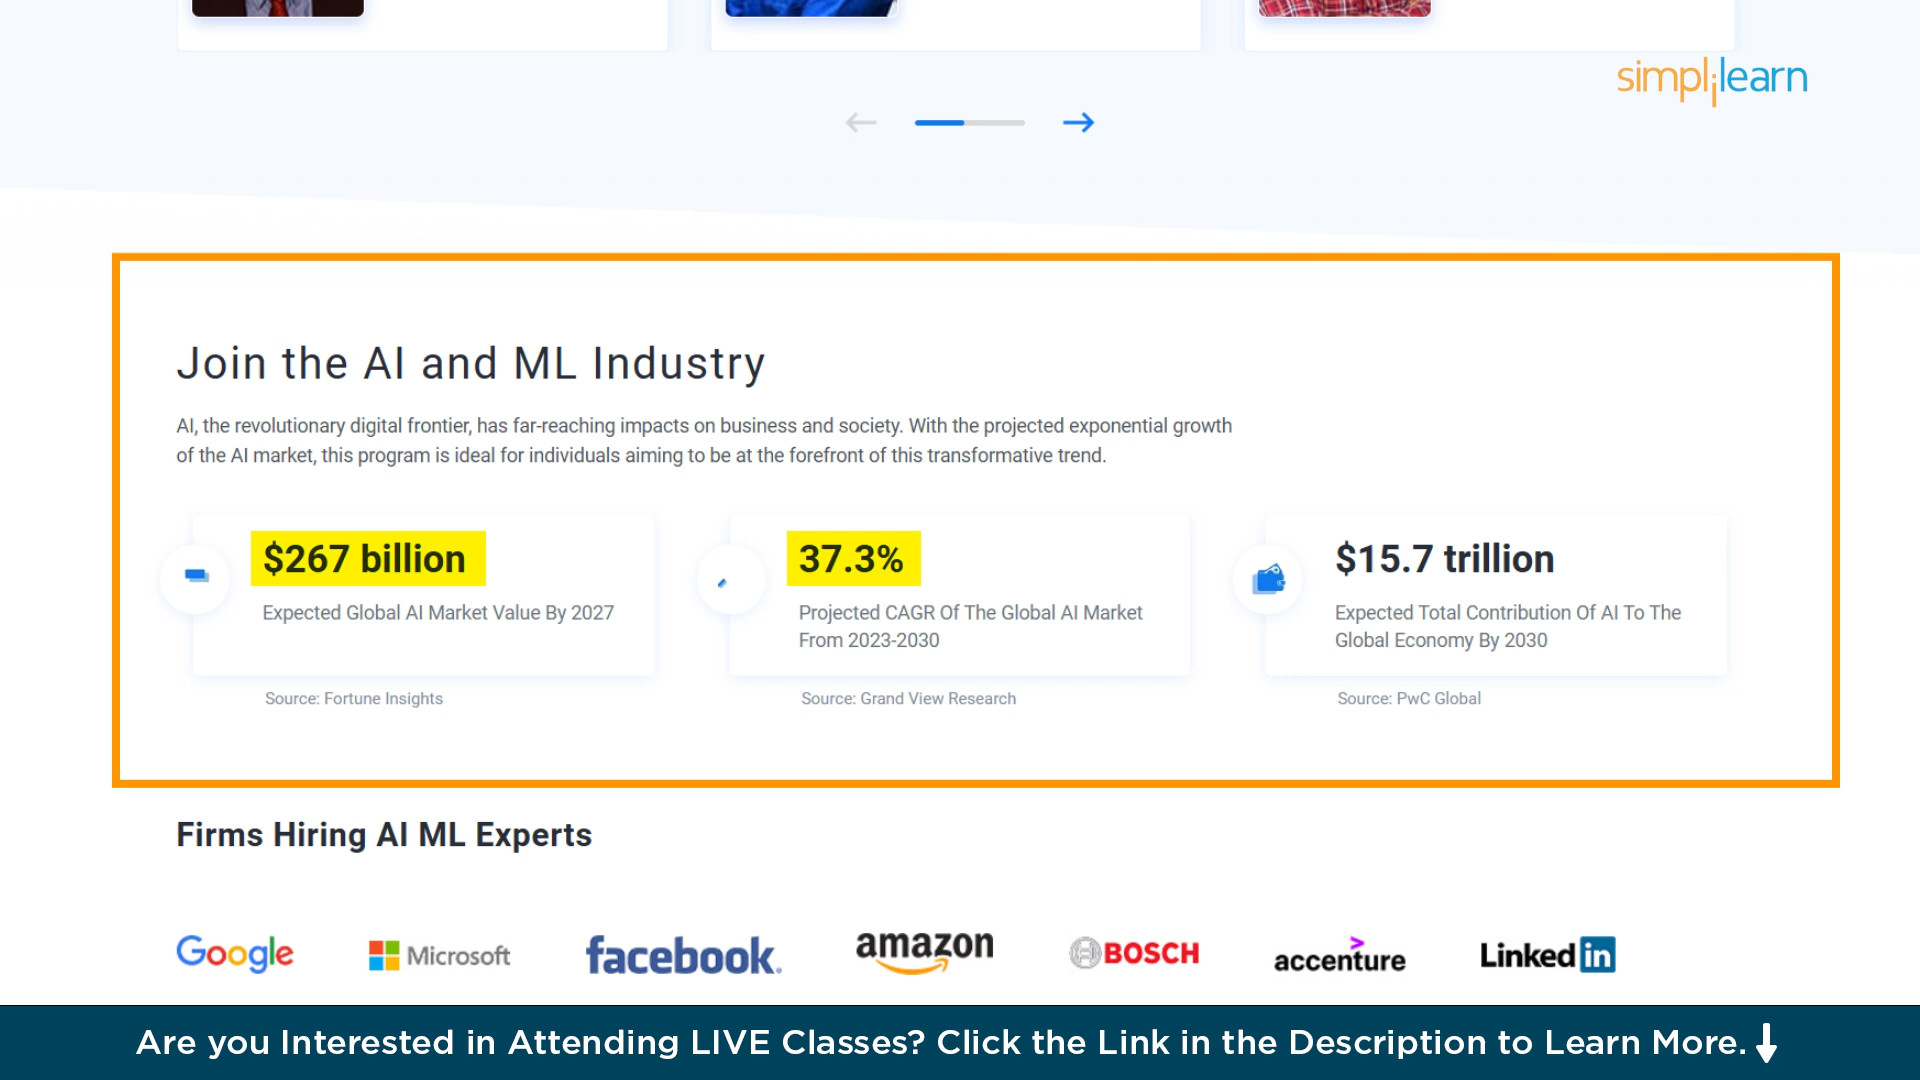 simplilearn
Join the AI and ML Industry
AI, the revolutionary digital frontier, has far-reaching impacts on business and society. With the projected exponential growth
of the AI market, this program is ideal for individuals aiming to be at the forefront of this transformative trend.
$267 billion
Expected Global AI Market Value By 2027
Source: Fortune Insights
37.3%
Projected CAGR Of The Global AI Market
From 2023-2030
Source: Grand View Research
$15.7 trillion
Expected Total Contribution Of AI To The
Global Economy By 2030
Source: PwC Global
Firms Hiring AI ML Experts
Google
Microsoft
facebook.
amazon
BOSCH
accenture
Linked in
Are you Interested in Attending LIVE Classes? Click the Link in the Description to Learn More.